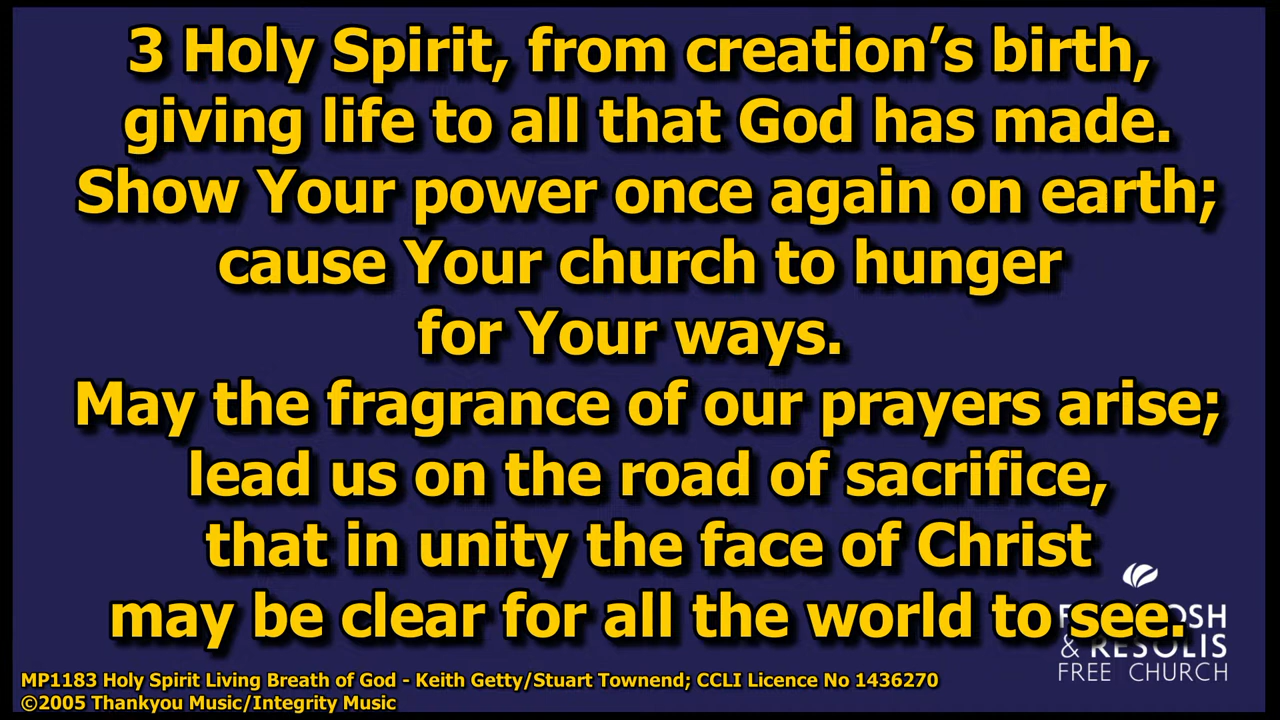 3 Holy Spirit, from creation’s birth,
giving life to all that God has made.
Show Your power once again on earth;
cause Your church to hunger
for Your ways.
May the fragrance of our prayers arise;
lead us on the road of sacrifice,
that in unity the face of Christ
may be clear for all the world to see.
& RESOLIS
FREE CHURCH
MP1183 Holy Spirit Living Breath of God - Keith Getty/Stuart Townend; CCLI Licence No 1436270
©2005 Thankyou Music/Integrity Music